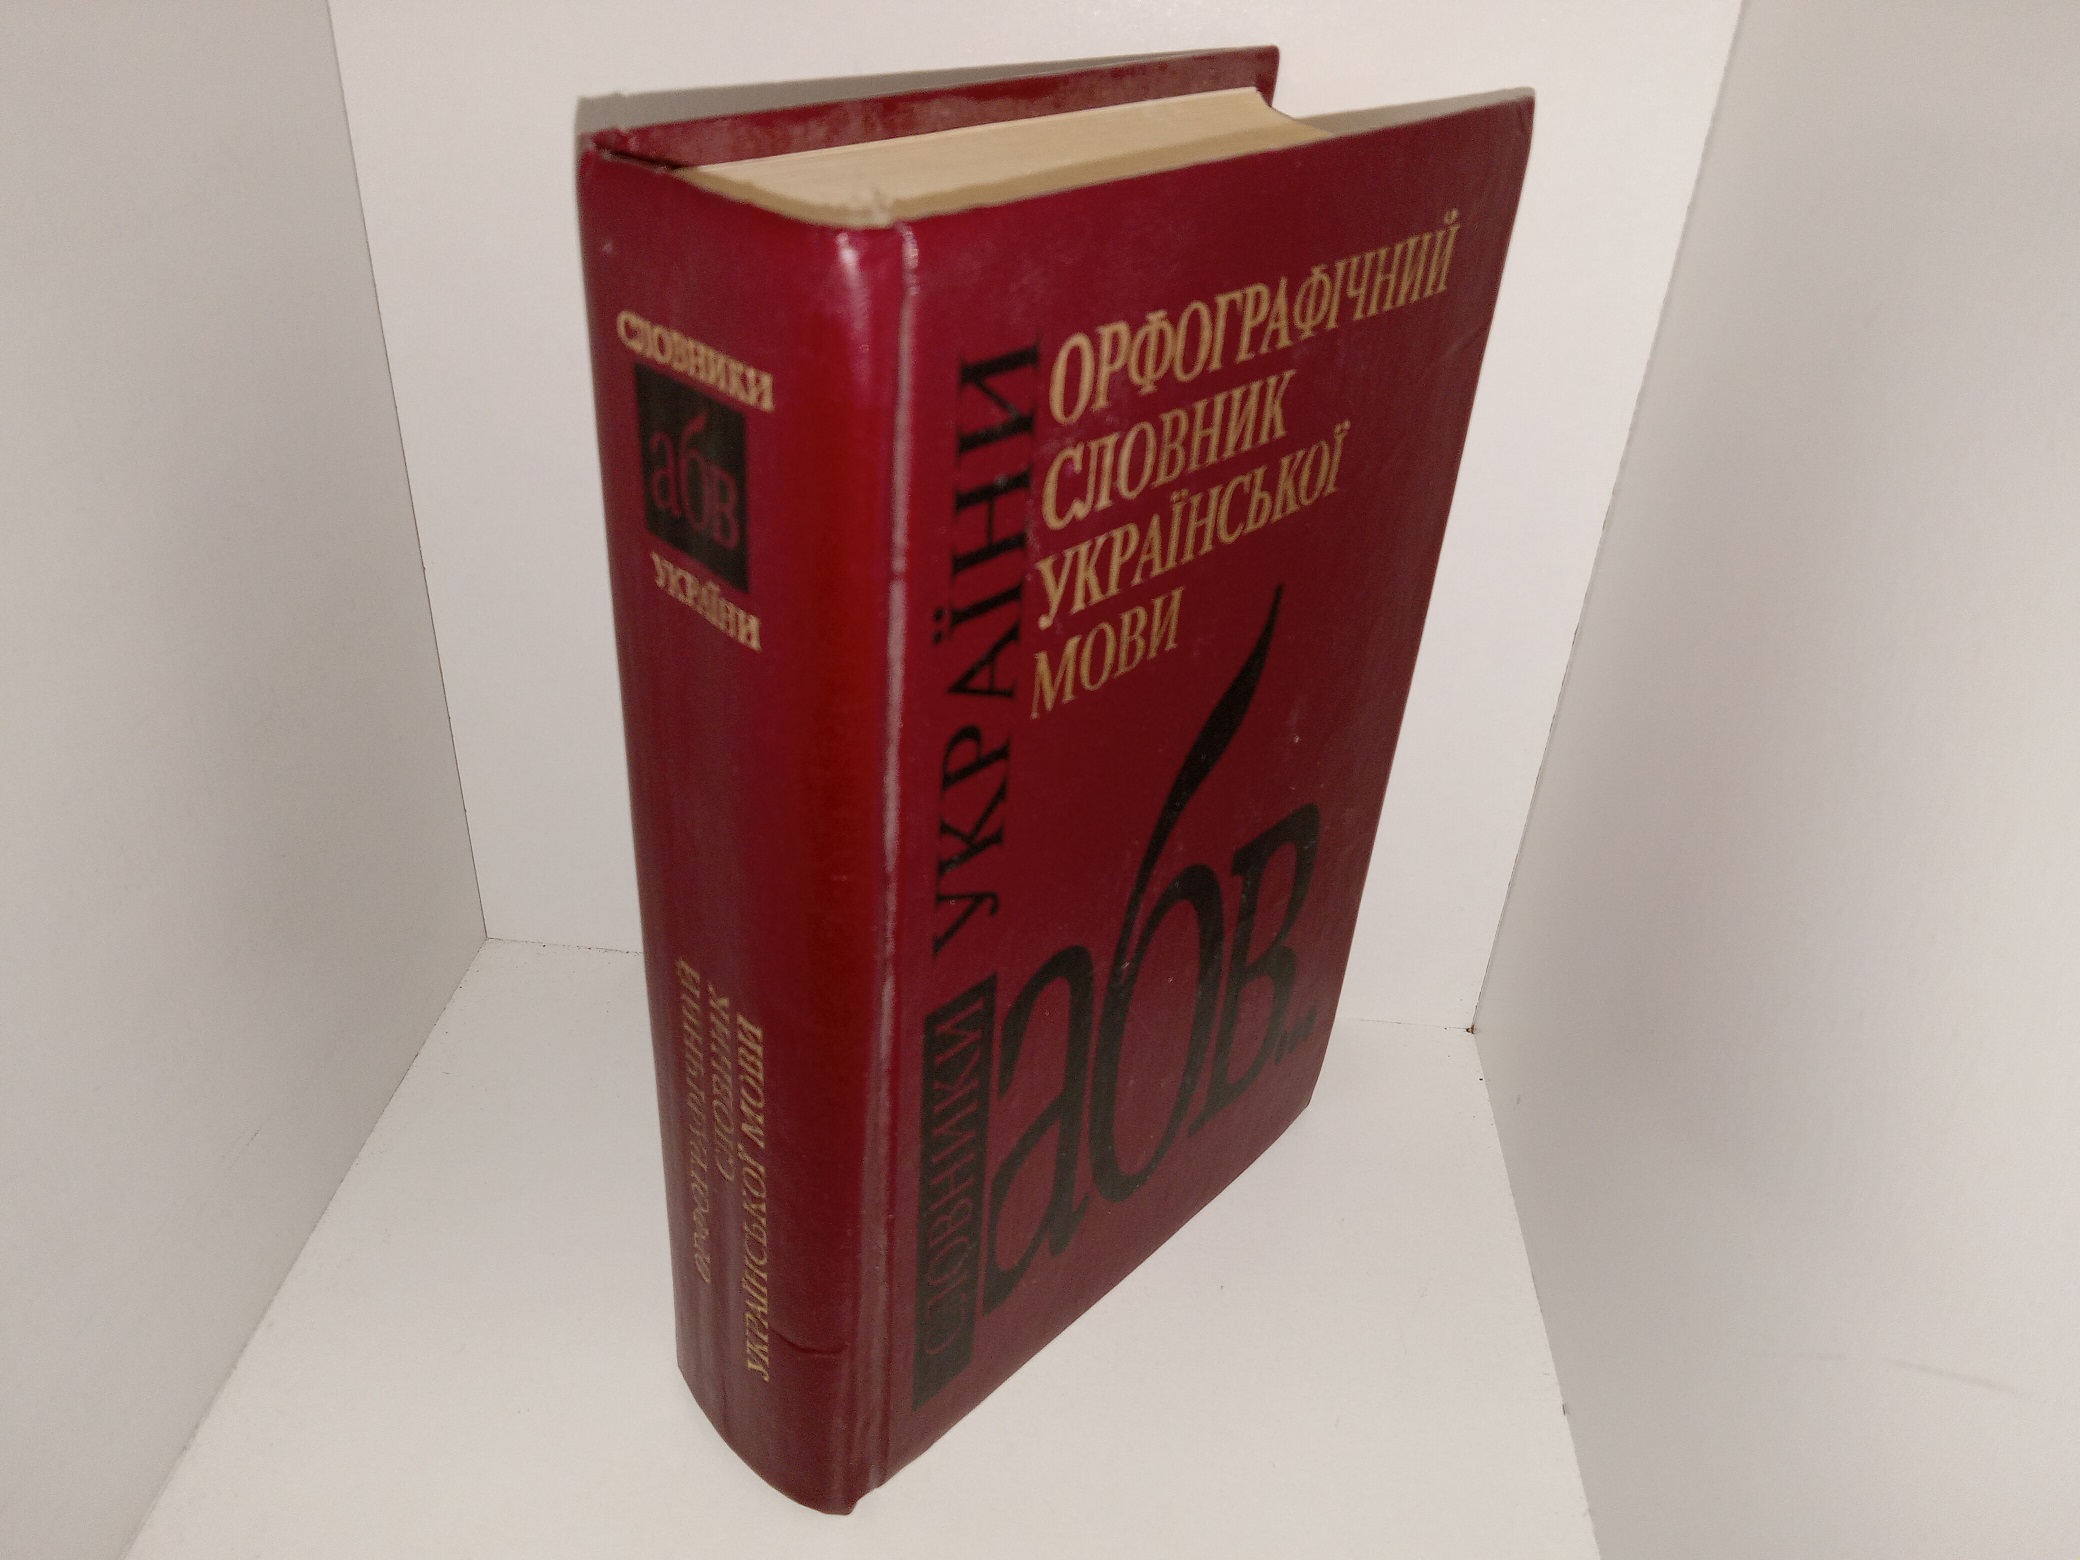 СЛОВНИКИ
абв
УКРАЇНИ
ОРФОГРАФІЧНИЙ
СЛОВНИК
УКРАЇНСЬКОЇ МОВИ
СЛОВНИКИ УКРАЇНИ
ОРФОГРАФІЧНИЙ
СЛОВНИК
УКРАЇНСЬКОЇ
МОВИ
абв